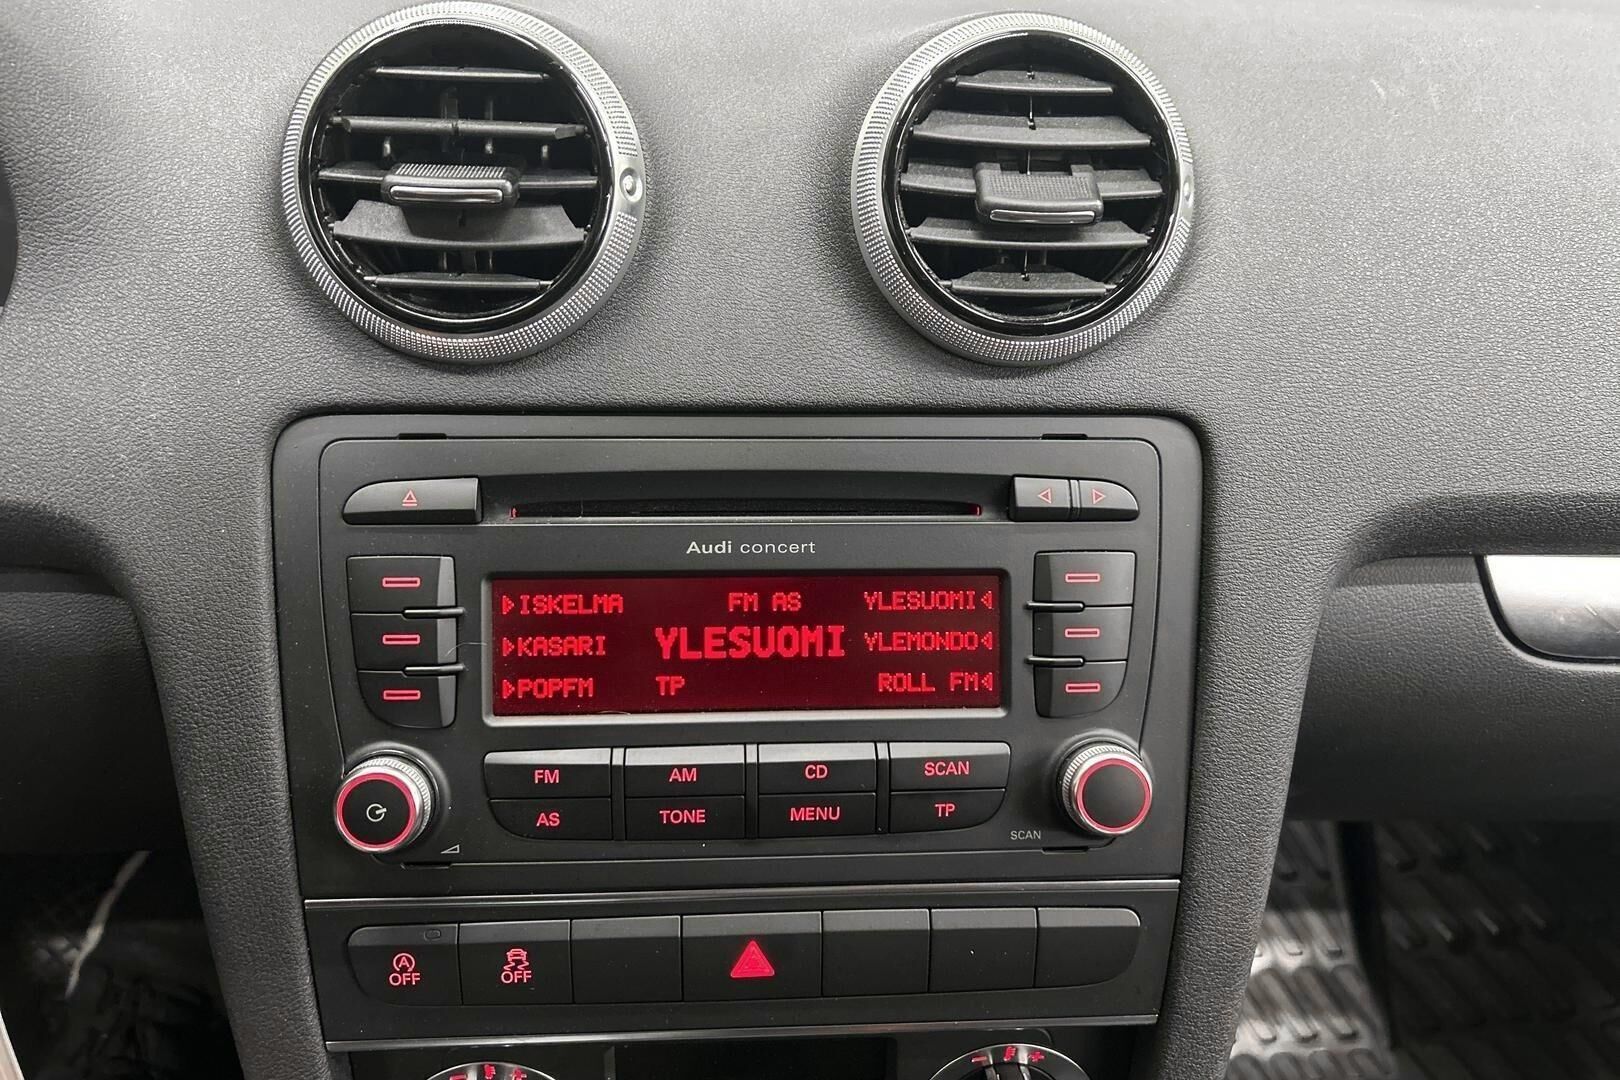 Audi concert
ISKELMA FM AS YLESUOMI
KASARI YLESUOMI YLEMONDO
POPFM TP ROLL FM
FM AM CD SCAN
AS TONE MENU TP
SCAN
A OFF OFF